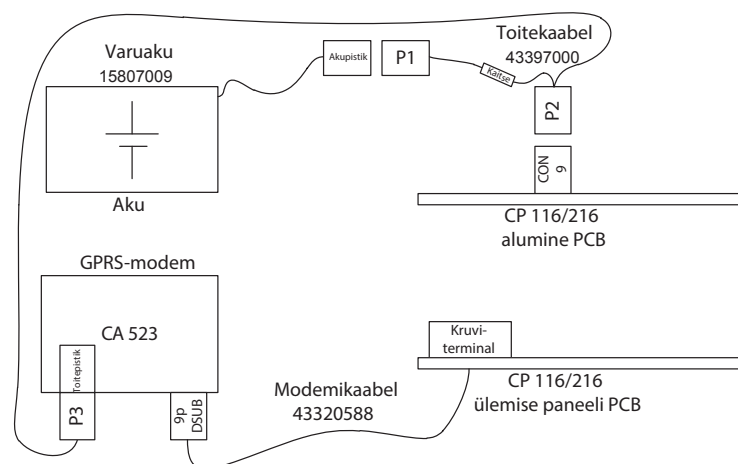 Varuaku
15807009
Akupistik
P1
Toitekaabel
43397000
Kaitse
P2
CON
9
Aku
CP 116/216
alumine PCB
GPRS-modem
CA 523
Toitepistik
P3
9p
DSUB
Modemikaabel
43320588
Kruvi-
terminal
CP 116/216
ülemise paneeli PCB